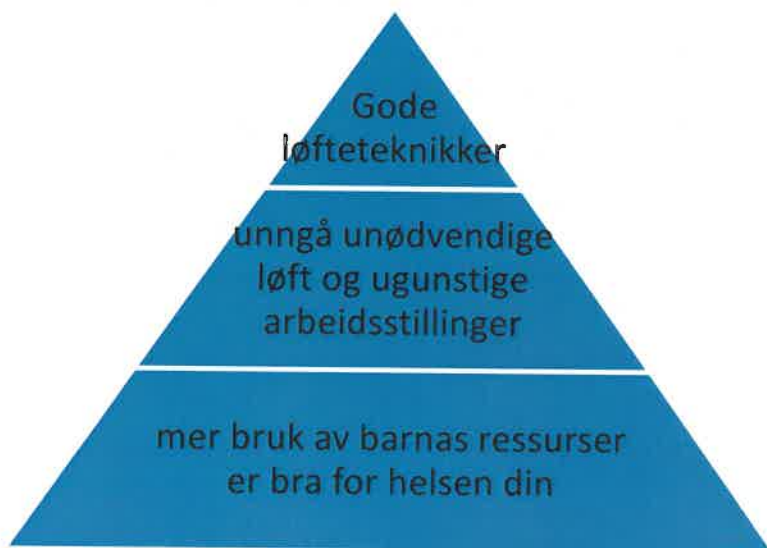 Gode
løfteteknikker
unngå unødvendige
løft og ugunstige
arbeidsstillinger
mer bruk av barnas ressurser
er bra for helsen din